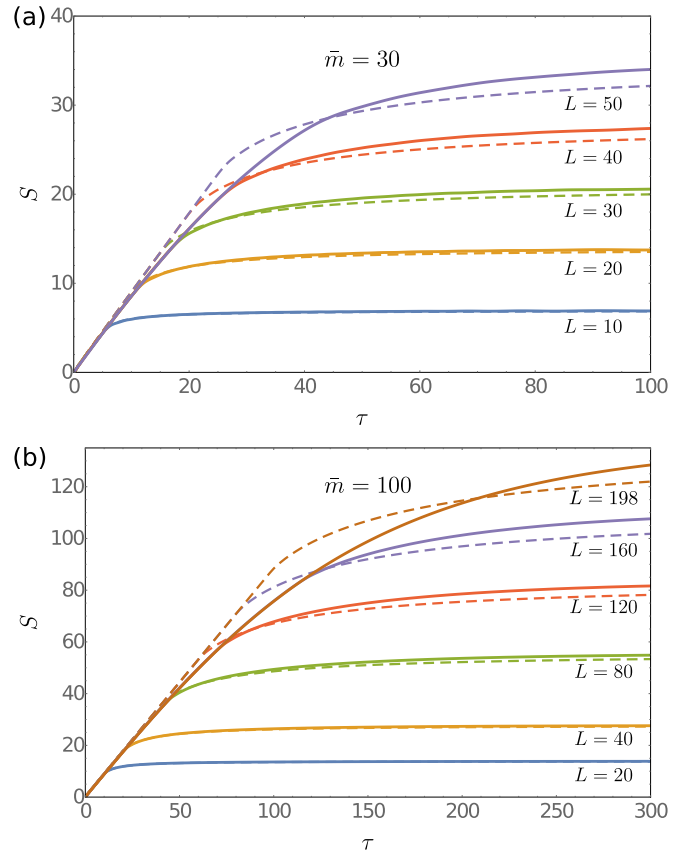 (a)
m̄ = 30
40
30
20
10
0
S
L = 50
L = 40
L = 30
L = 20
L = 10
0 20 40 60 80 100
τ
(b)
m̄ = 100
120
100
80
60
40
20
0
S
L = 198
L = 160
L = 120
L = 80
L = 40
L = 20
0 50 100 150 200 250 300
τ